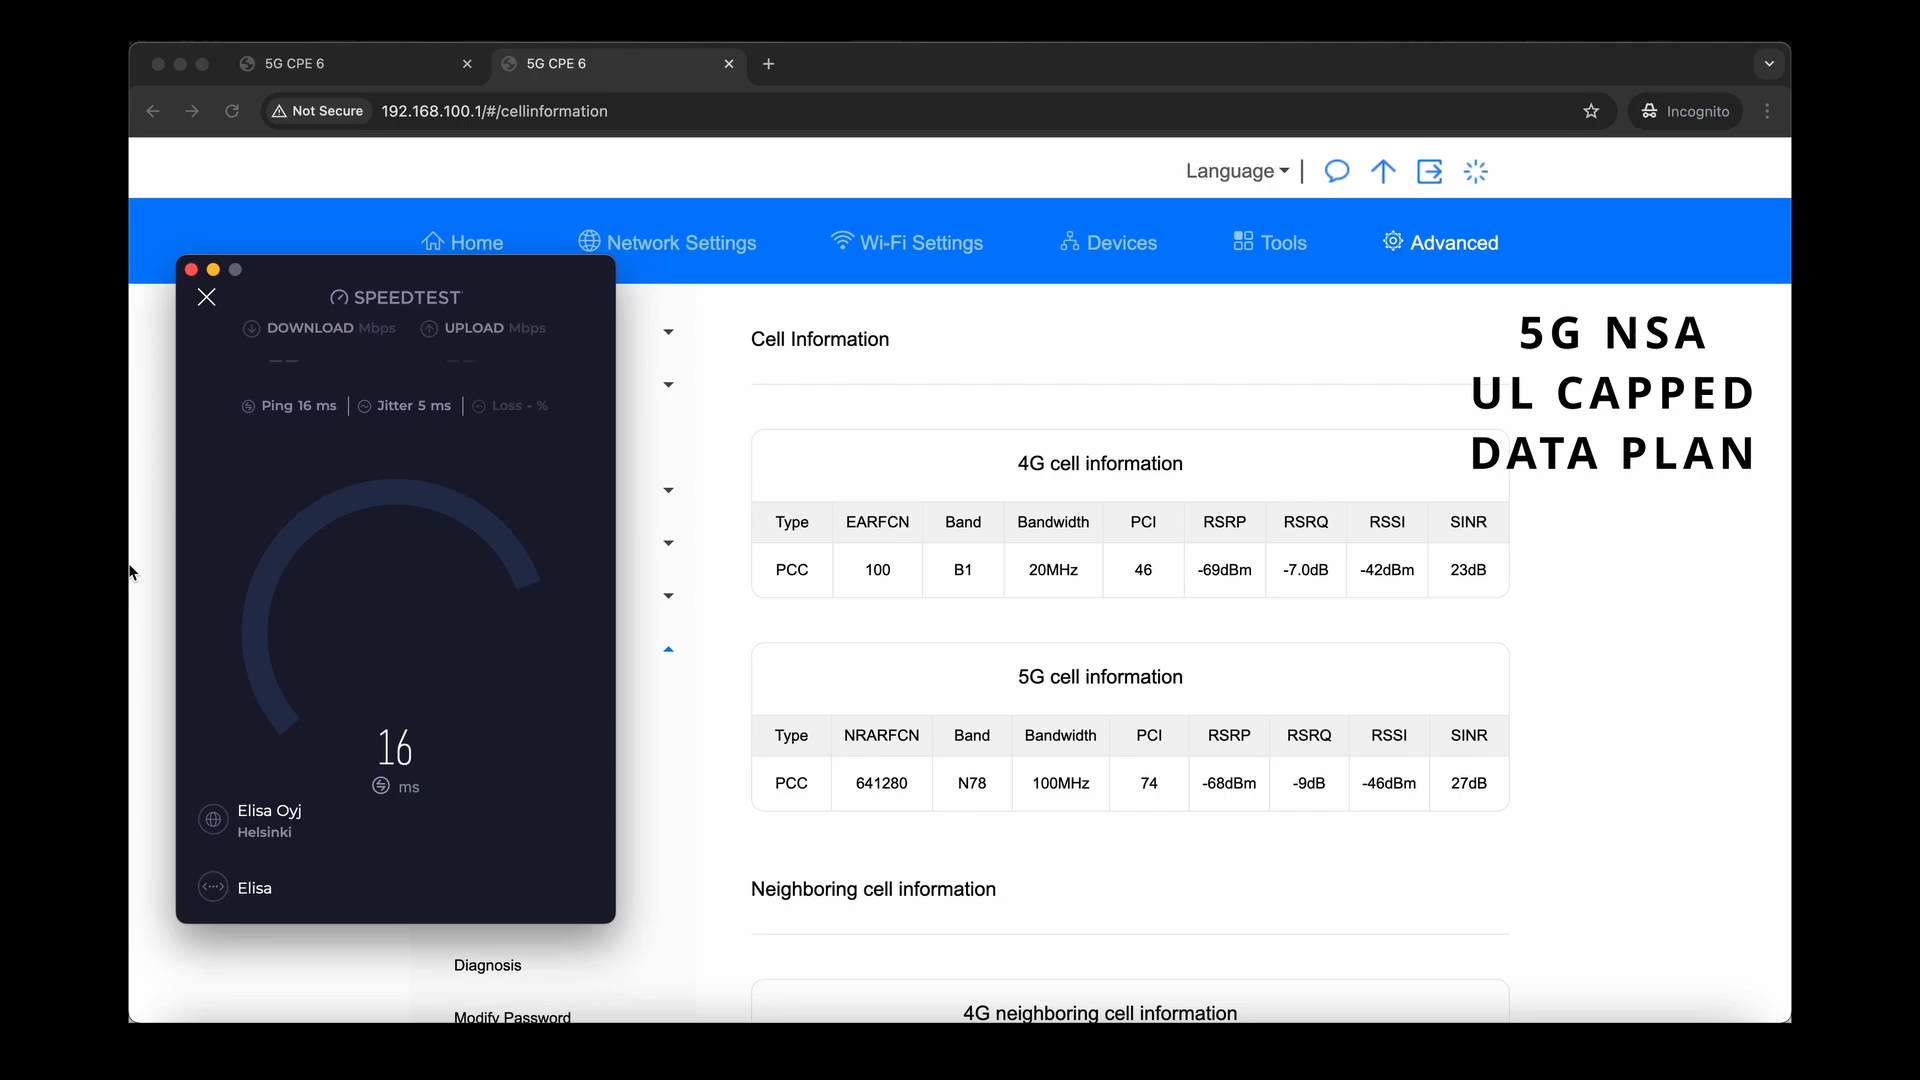 5G CPE 6
5G CPE 6
Not Secure 192.168.100.1/#/cellinformation
Incognito
Language
Home Network Settings Wi-Fi Settings Devices Tools Advanced
SPEEDTEST
DOWNLOAD Mbps UPLOAD Mbps
— — — —
Ping 16 ms Jitter 5 ms Loss - %
16
ms
Elisa Oyj
Helsinki
Elisa
Diagnosis
Modify Password
Cell Information
5G NSA
UL CAPPED
DATA PLAN
4G cell information
Type EARFCN Band Bandwidth PCI RSRP RSRQ RSSI SINR
PCC 100 B1 20MHz 46 -69dBm -7.0dB -42dBm 23dB
5G cell information
Type NRARFCN Band Bandwidth PCI RSRP RSRQ RSSI SINR
PCC 641280 N78 100MHz 74 -68dBm -9dB -46dBm 27dB
Neighboring cell information
4G neighboring cell information